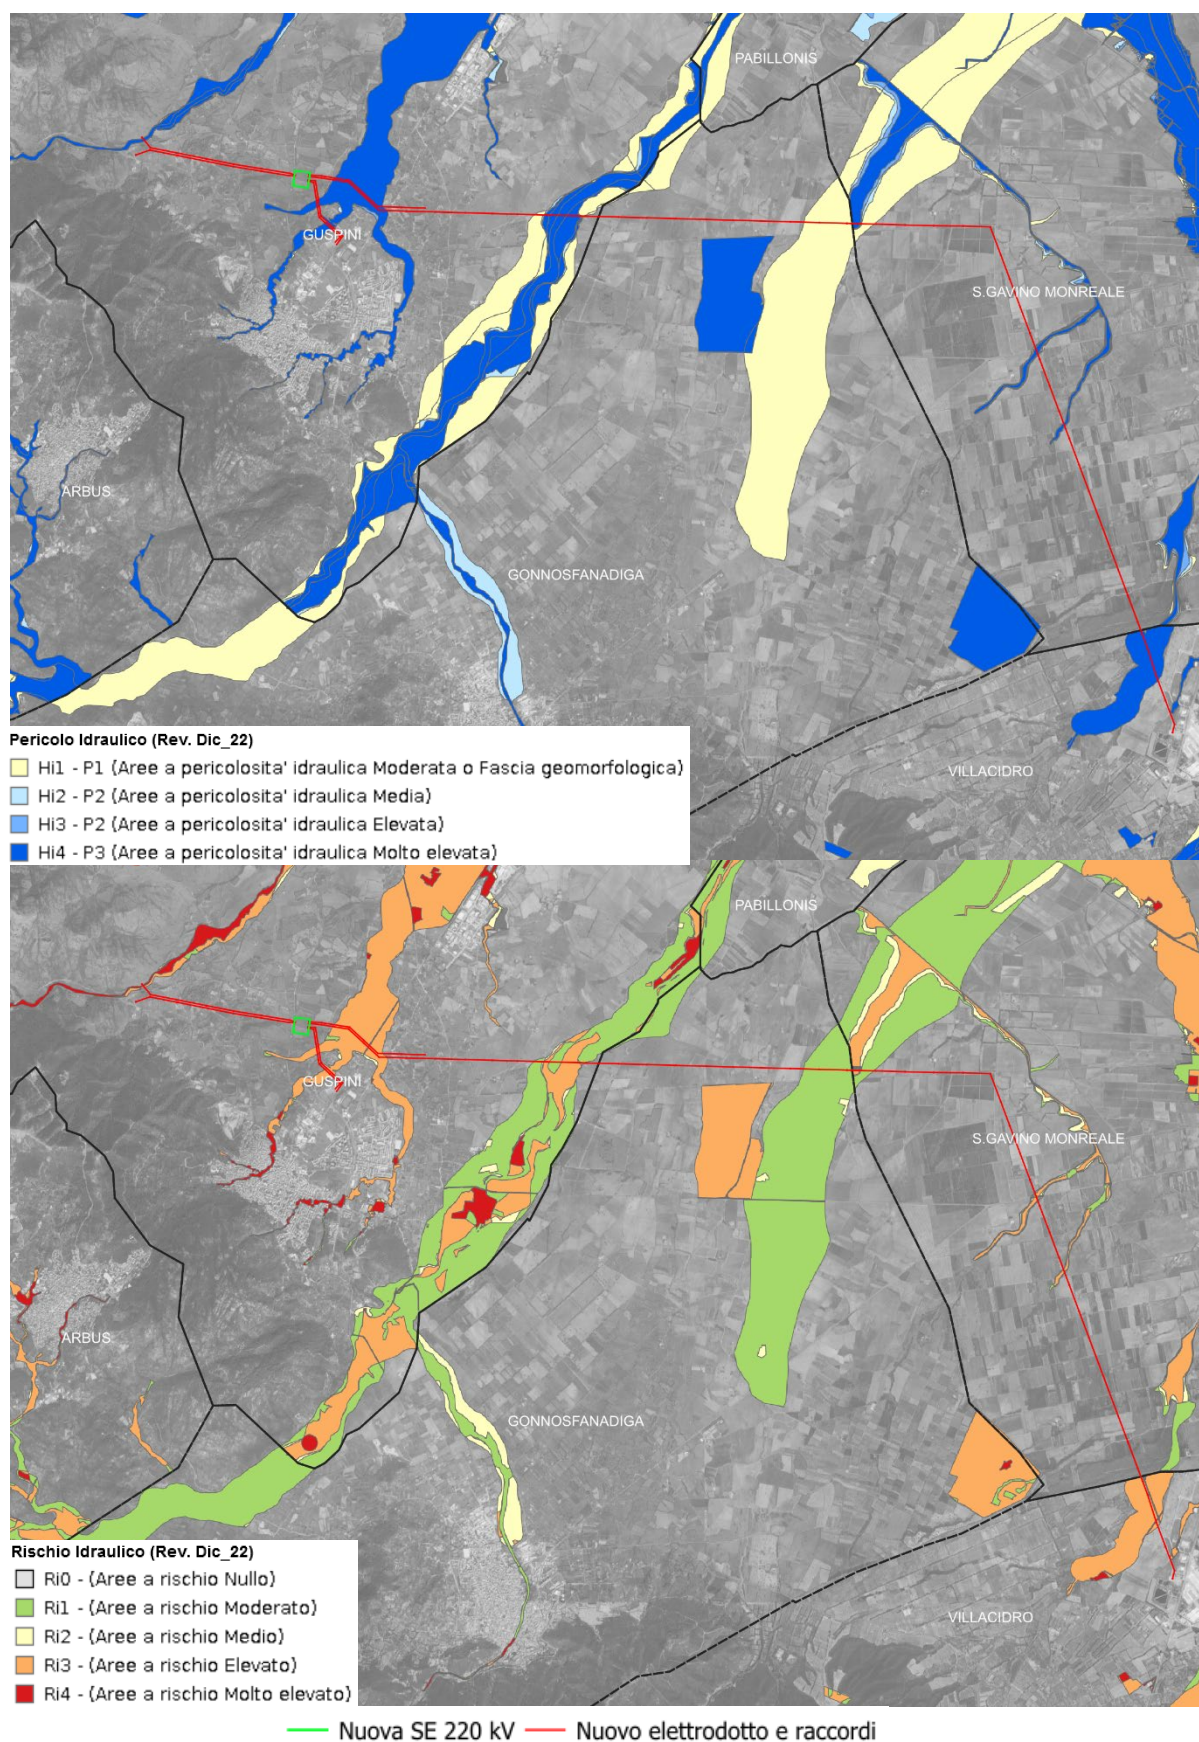 PABILLONIS
GUSPINI
S.GAVINO MONREALE
ARBUS
GONNOSFANADIGA
VILLACIDRO
Pericolo Idraulico (Rev. Dic_22)
Hi1 - P1 (Aree a pericolosita' idraulica Moderata o Fascia geomorfologica)
Hi2 - P2 (Aree a pericolosita' idraulica Media)
Hi3 - P2 (Aree a pericolosita' idraulica Elevata)
Hi4 - P3 (Aree a pericolosita' idraulica Molto elevata)
PABILLONIS
GUSPINI
S.GAVINO MONREALE
ARBUS
GONNOSFANADIGA
VILLACIDRO
Rischio Idraulico (Rev. Dic_22)
Ri0 - (Aree a rischio Nullo)
Ri1 - (Aree a rischio Moderato)
Ri2 - (Aree a rischio Medio)
Ri3 - (Aree a rischio Elevato)
Ri4 - (Aree a rischio Molto elevato)
Nuova SE 220 kV
Nuovo elettrodotto e raccordi